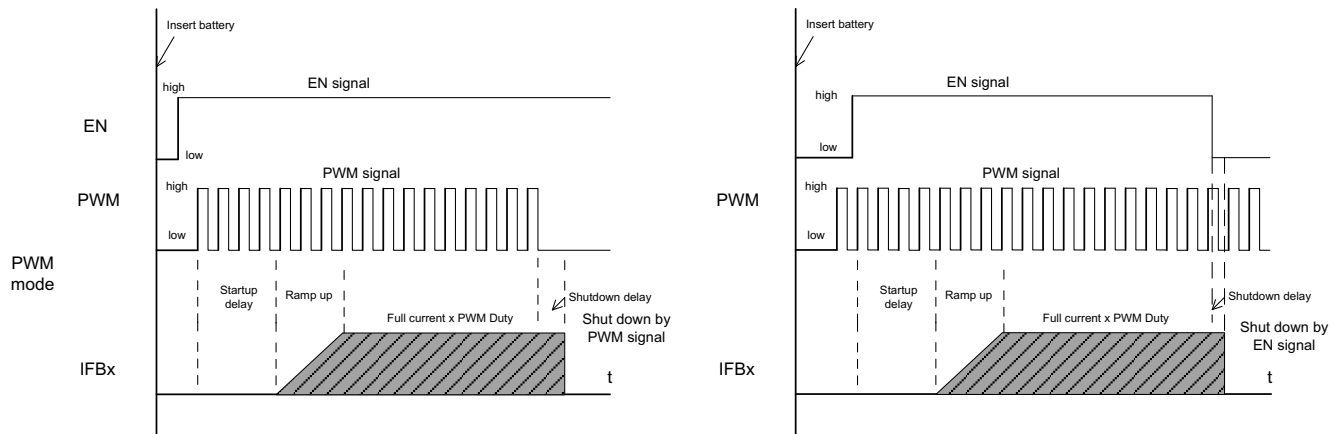 Insert battery
EN signal
high
EN
low
PWM signal
high
PWM
low
PWM
mode
Startup
delay
Ramp up
Shutdown delay
Full current x PWM Duty
Shut down by
PWM signal
IFBx
t
Insert battery
EN signal
high
low
PWM signal
high
PWM
low
Startup
delay
Ramp up
Shutdown delay
Full current x PWM Duty
Shut down by
EN signal
IFBx
t